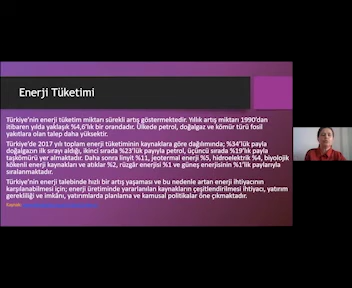 Enerji Tüketimi
Türkiye'nin enerji tüketim miktarı sürekli artış göstermektedir. Yıllık artış miktarı 1990'dan
itibaren yılda yaklaşık %4,6'lık bir orandadır. Ülkede petrol, doğalgaz ve kömür türü fosil
yakıtlara olan talep daha yüksektir.
Türkiye'de 2017 yılı toplam enerji tüketiminin kaynaklara göre dağılımında; %34'lük payla
doğalgazın ilk sırayı aldığı, ikinci sırada %23'lük payıyla petrol, üçüncü sırada %19'lık payla
taşkömürü yer almaktadır. Daha sonra linyit %11, jeotermal enerji %5, hidroelektrik %4, biyolojik
kökenli enerji kaynakları ve atıklar %2, rüzgar enerjisi %1 ve güneş enerjisinin %1'lik paylarıyla
sıralanmaktadır.
Türkiye'nin enerji talebinde hızlı bir artış yaşaması ve bu nedenle artan enerji ihtiyacının
karşılanabilmesi için; enerji üretiminde yararlanılan kaynakların çeşitlendirilmesi ihtiyacı, yatırım
gerekliliği ve imkânı, yatırımlarda planlama ve kamusal politikalar öne çıkmaktadır.
Kaynak: